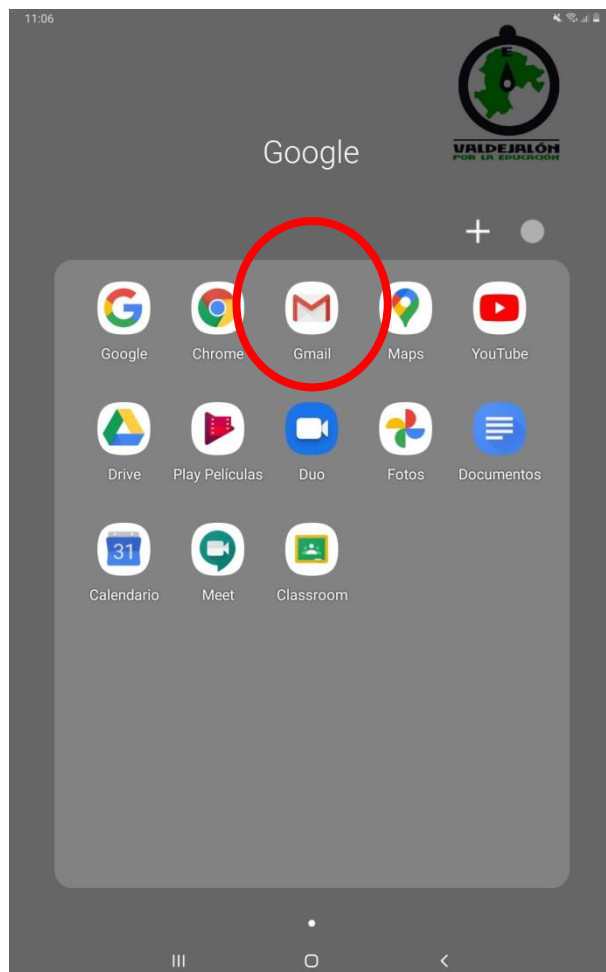 11:06
E
VALDEJALÓN
POR LA EDUCACIÓN
Google
Google Chrome Gmail Maps YouTube
Drive Play Películas Duo Fotos Documentos
31
Calendario Meet Classroom